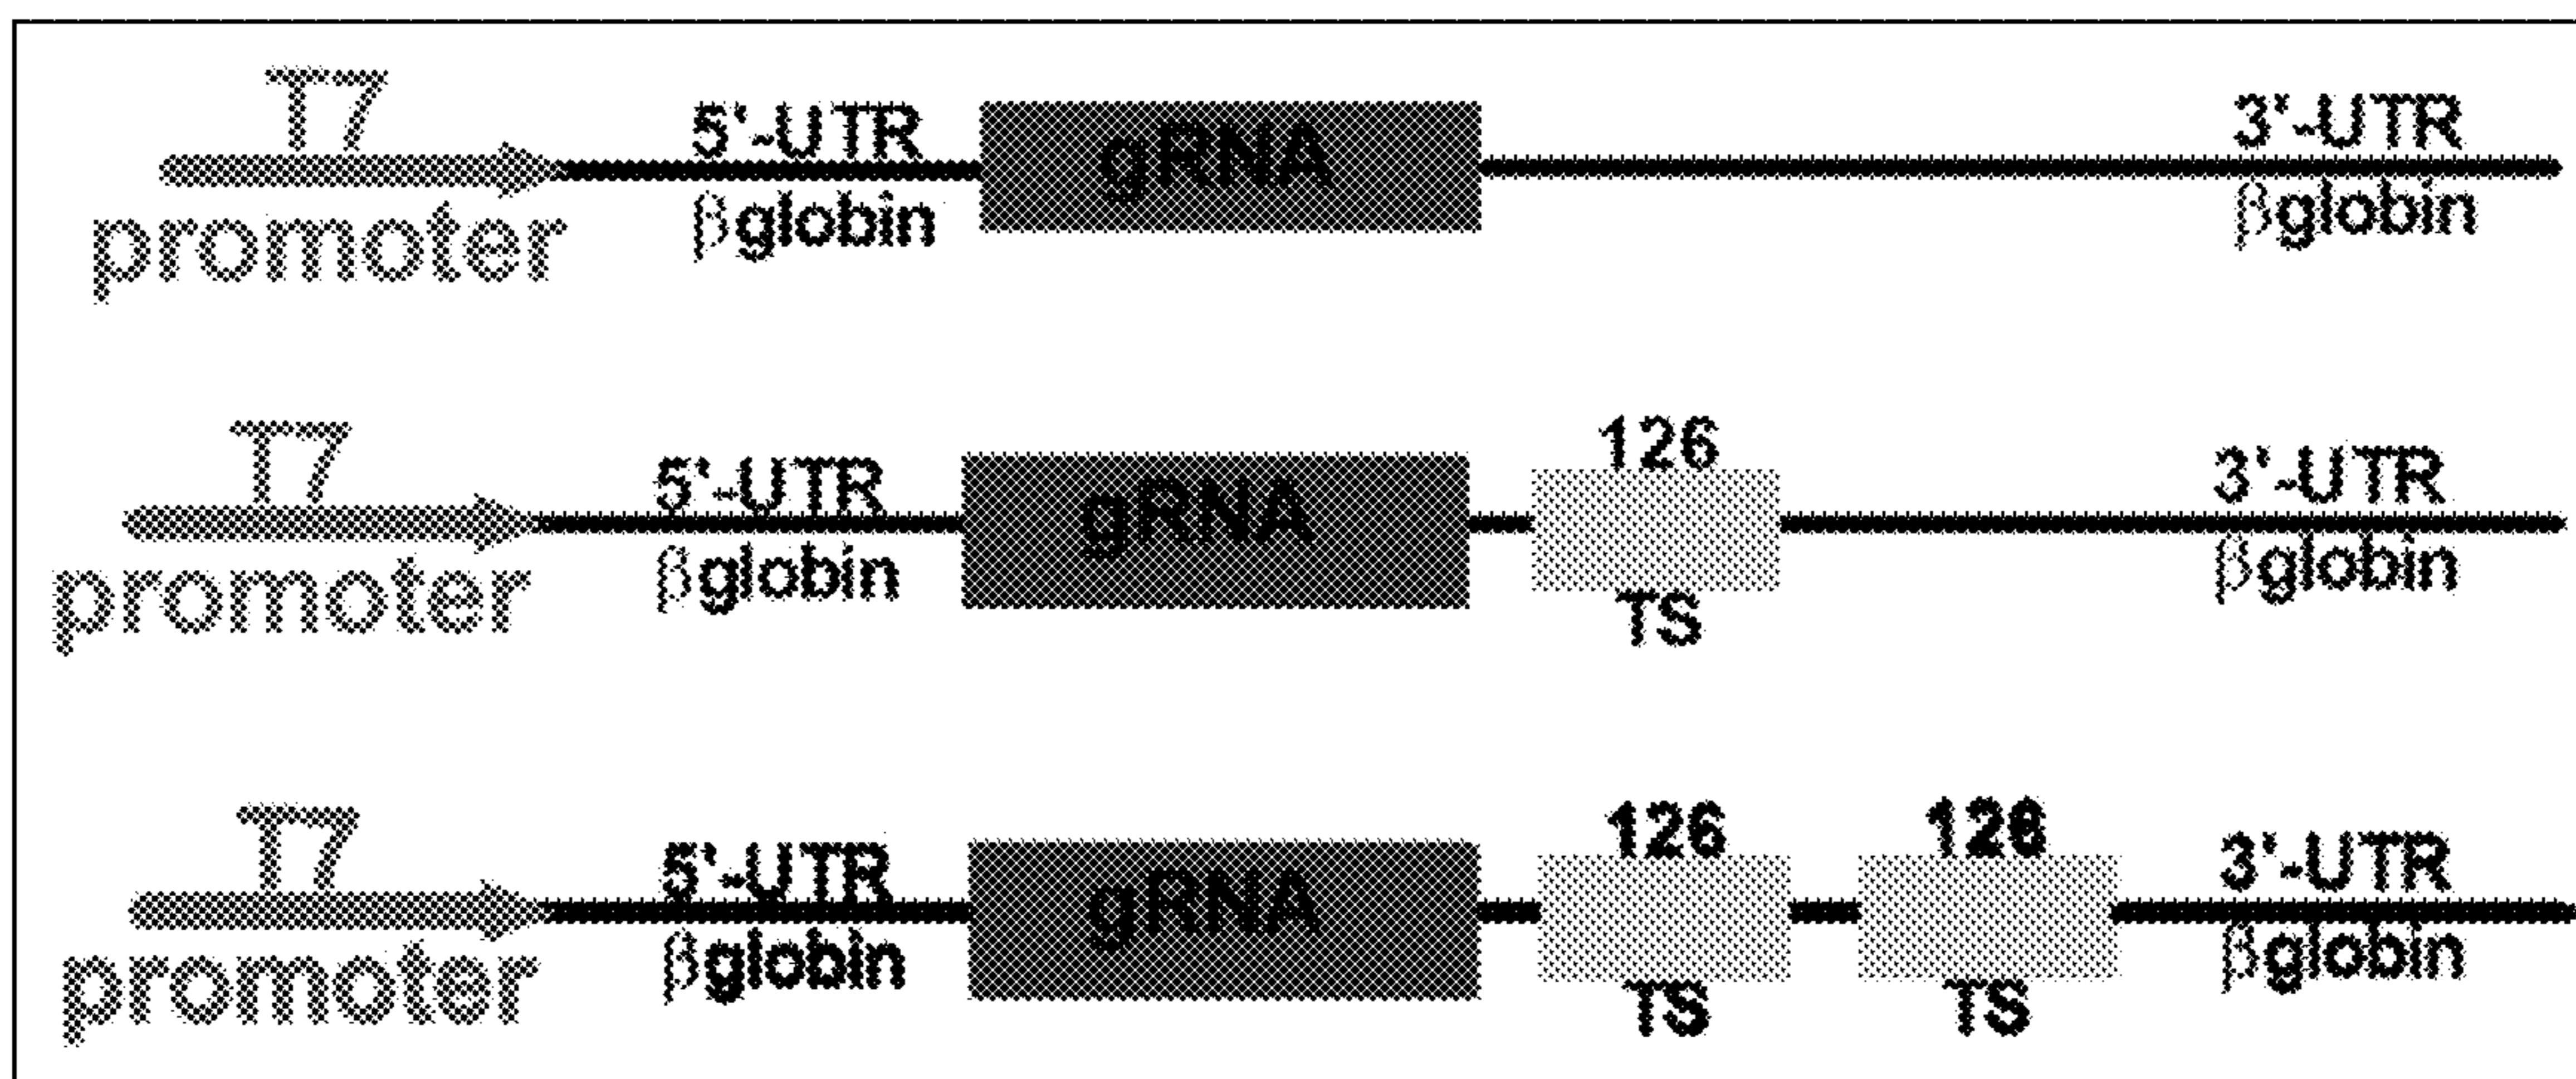 T7
promoter
5'-UTR
βglobin
gRNA
3'-UTR
βglobin
T7
promoter
5'-UTR
βglobin
gRNA
126
TS
3'-UTR
βglobin
T7
promoter
5'-UTR
βglobin
gRNA
126
TS
TS
3'-UTR
βglobin